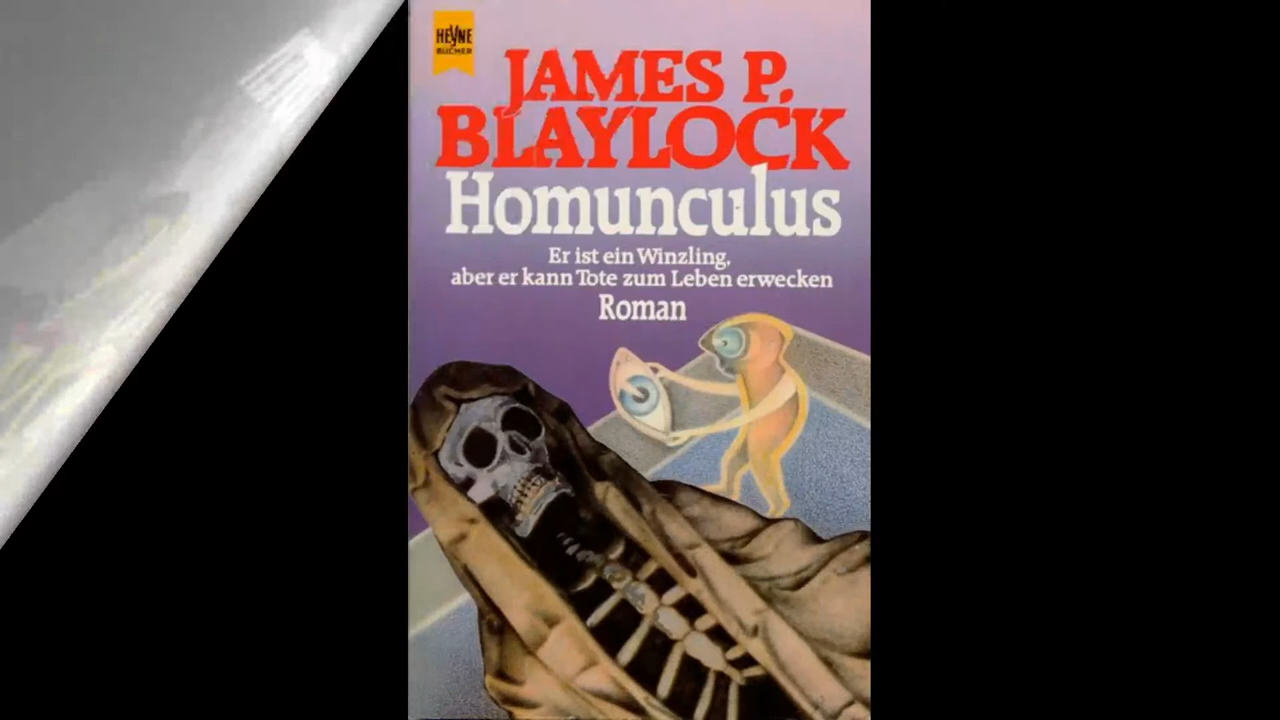 HEYNE
BÜCHER
JAMES P.
BLAYLOCK
Homunculus
Er ist ein Winzling,
aber er kann Tote zum Leben erwecken
Roman